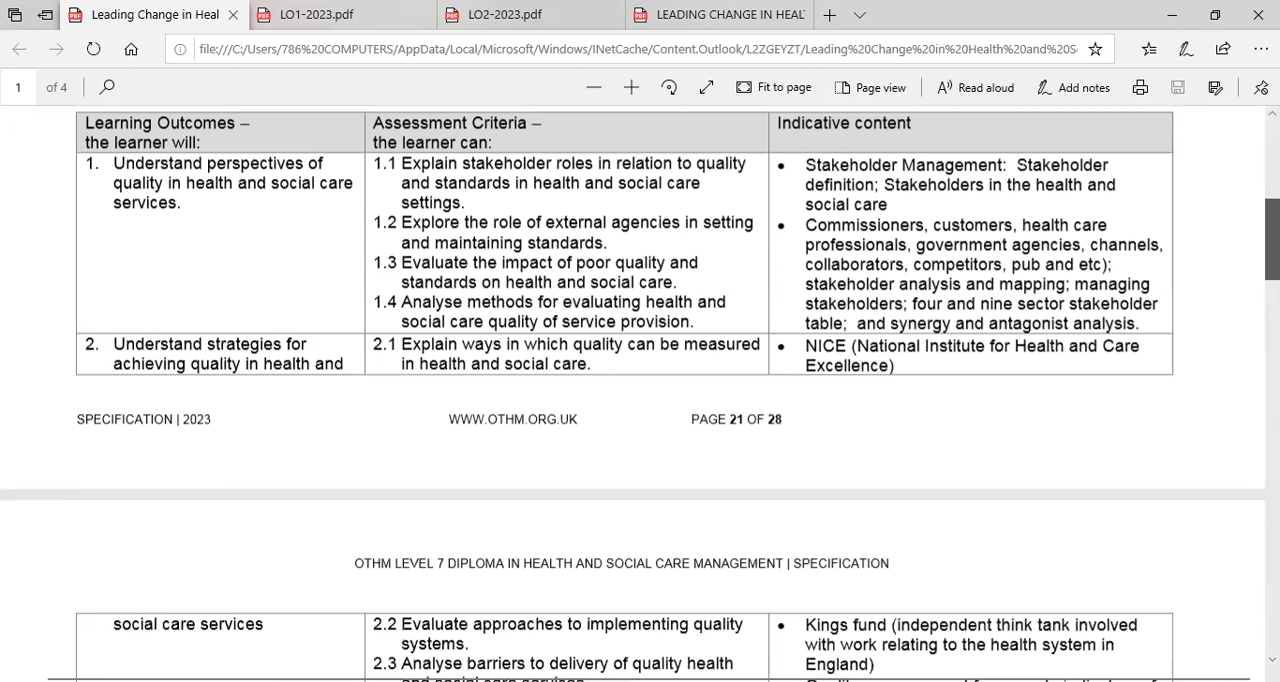 Leading Change in Heal
LO1-2023.pdf
LO2-2023.pdf
LEADING CHANGE IN HEAL
file:///C:/Users/786%20COMPUTERS/AppData/Local/Microsoft/Windows/INetCache/Content.Outlook/L2ZGEYZT/Leading%20Change%20in%20Health%20and%20S
1 of 4
Fit to page
Page view
Read aloud
Add notes
Learning Outcomes –
the learner will:
Assessment Criteria –
the learner can:
Indicative content
1. Understand perspectives of
quality in health and social care
services.
1.1 Explain stakeholder roles in relation to quality
and standards in health and social care
settings.
1.2 Explore the role of external agencies in setting
and maintaining standards.
1.3 Evaluate the impact of poor quality and
standards on health and social care.
1.4 Analyse methods for evaluating health and
social care quality of service provision.
• Stakeholder Management: Stakeholder
definition; Stakeholders in the health and
social care
• Commissioners, customers, health care
professionals, government agencies, channels,
collaborators, competitors, pub and etc);
stakeholder analysis and mapping; managing
stakeholders; four and nine sector stakeholder
table; and synergy and antagonist analysis.
2. Understand strategies for
achieving quality in health and
2.1 Explain ways in which quality can be measured
in health and social care.
• NICE (National Institute for Health and Care
Excellence)
SPECIFICATION | 2023
WWW.OTHM.ORG.UK
PAGE 21 OF 28
OTHM LEVEL 7 DIPLOMA IN HEALTH AND SOCIAL CARE MANAGEMENT | SPECIFICATION
social care services
2.2 Evaluate approaches to implementing quality
systems.
2.3 Analyse barriers to delivery of quality health
• Kings fund (independent think tank involved
with work relating to the health system in
England)